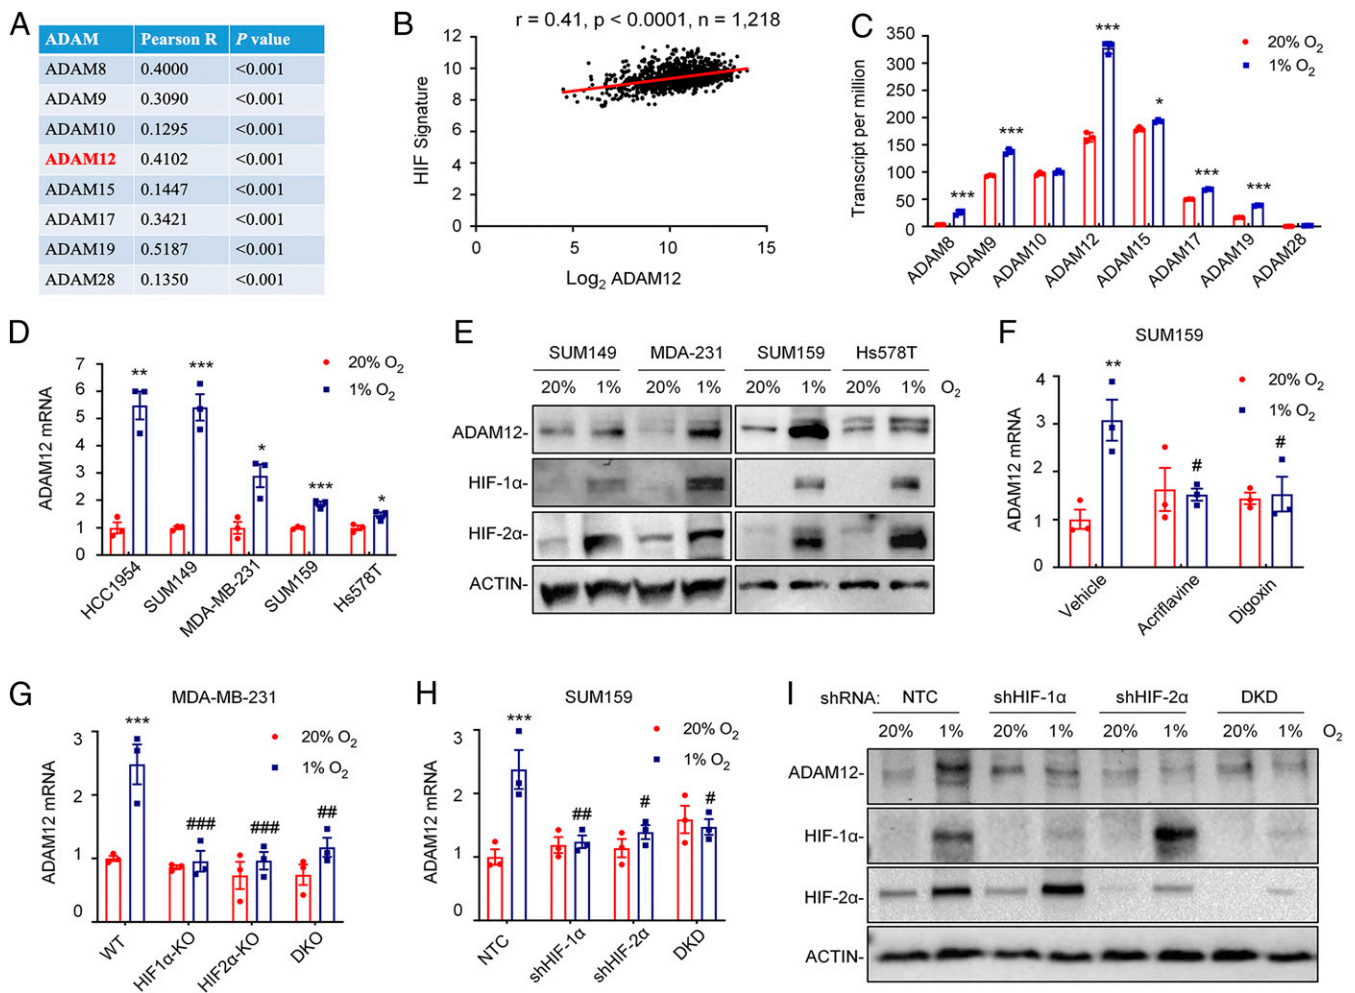 A
ADAM Pearson R P value
ADAM8 0.4000 <0.001
ADAM9 0.3090 <0.001
ADAM10 0.1295 <0.001
ADAM12 0.4102 <0.001
ADAM15 0.1447 <0.001
ADAM17 0.3421 <0.001
ADAM19 0.5187 <0.001
ADAM28 0.1350 <0.001
B
r = 0.41, p < 0.0001, n = 1,218
HIF Signature
12
10
8
6
4
2
0
0 5 10 15
Log2 ADAM12
C
Transcript per million
350
300
250
200
150
100
50
0
20% O2
1% O2
*** *** *** * *** ***
ADAM8 ADAM9 ADAM10 ADAM12 ADAM15 ADAM17 ADAM19 ADAM28
D
ADAM12 mRNA
7
6
5
4
3
2
1
0
20% O2
1% O2
** *** * *** *
HCC1954 SUM149 MDA-MB-231 SUM159 Hs578T
E
SUM149 MDA-231 SUM159 Hs578T
20% 1% 20% 1% 20% 1% 20% 1% O2
ADAM12-
HIF-1α-
HIF-2α-
ACTIN-
F
SUM159
ADAM12 mRNA
4
3
2
1
0
20% O2
1% O2
** # #
Vehicle Acriflavine Digoxin
G
MDA-MB-231
ADAM12 mRNA
3
2
1
0
20% O2
1% O2
*** ### ### ##
WT HIF1α-KO HIF2α-KO DKO
H
SUM159
ADAM12 mRNA
3
2
1
0
20% O2
1% O2
*** ## # #
NTC shHIF-1α shHIF-2α DKD
I
shRNA: NTC shHIF-1α shHIF-2α DKD
20% 1% 20% 1% 20% 1% 20% 1% O2
ADAM12-
HIF-1α-
HIF-2α-
ACTIN-